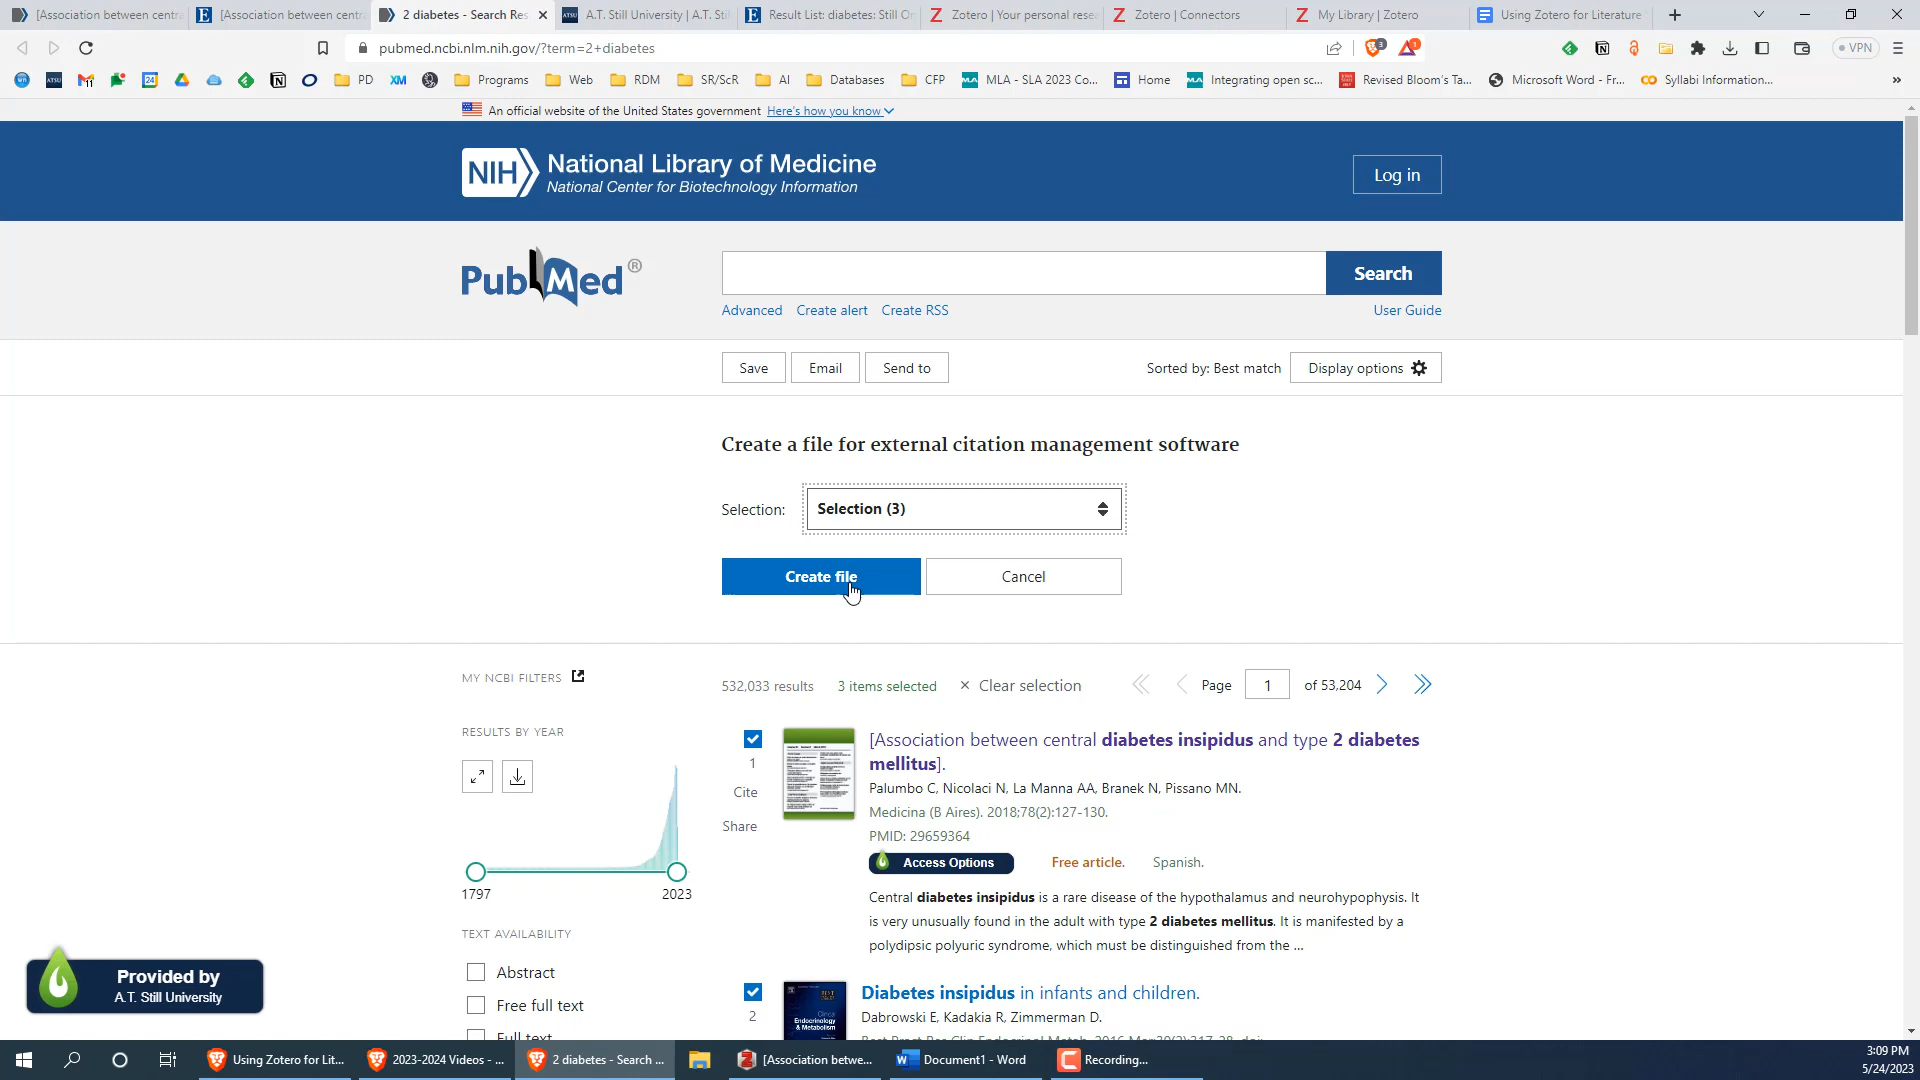 [Association between centra
[Association between centra
2 diabetes - Search Res
A.T. Still University | A.T. Stil
Result List: diabetes: Still O
Zotero | Your personal rese
Zotero | Connectors
My Library | Zotero
Using Zotero for Literature
pubmed.ncbi.nlm.nih.gov/?term=2+diabetes
3
1
VPN
PD
XM
Programs
Web
RDM
SR/ScR
AI
Databases
CFP
MLA - SLA 2023 Co...
Home
Integrating open sc...
Revised Bloom's Ta...
Microsoft Word - Fr...
Syllabi Information...
An official website of the United States government Here's how you know
NIH National Library of Medicine
National Center for Biotechnology Information
Log in
PubMed®
Search
Advanced Create alert Create RSS
User Guide
Save Email Send to
Sorted by: Best match Display options
Create a file for external citation management software
Selection: Selection (3)
Create file Cancel
MY NCBI FILTERS
532,033 results 3 items selected × Clear selection
Page 1 of 53,204
RESULTS BY YEAR
1797 2023
TEXT AVAILABILITY
Abstract
Free full text
Full text
1
Cite
Share
[Association between central diabetes insipidus and type 2 diabetes
mellitus].
Palumbo C, Nicolaci N, La Manna AA, Branek N, Pissano MN.
Medicina (B Aires). 2018;78(2):127-130.
PMID: 29659364
Access Options Free article. Spanish.
Central diabetes insipidus is a rare disease of the hypothalamus and neurohypophysis. It
is very unusually found in the adult with type 2 diabetes mellitus. It is manifested by a
polydipsic polyuric syndrome, which must be distinguished from the ...
2
Diabetes insipidus in infants and children.
Dabrowski E, Kadakia R, Zimmerman D.
Provided by
A.T. Still University
Using Zotero for Lit...
2023-2024 Videos - ...
2 diabetes - Search ...
[Association betwe...
Document1 - Word
Recording...
3:09 PM
5/24/2023